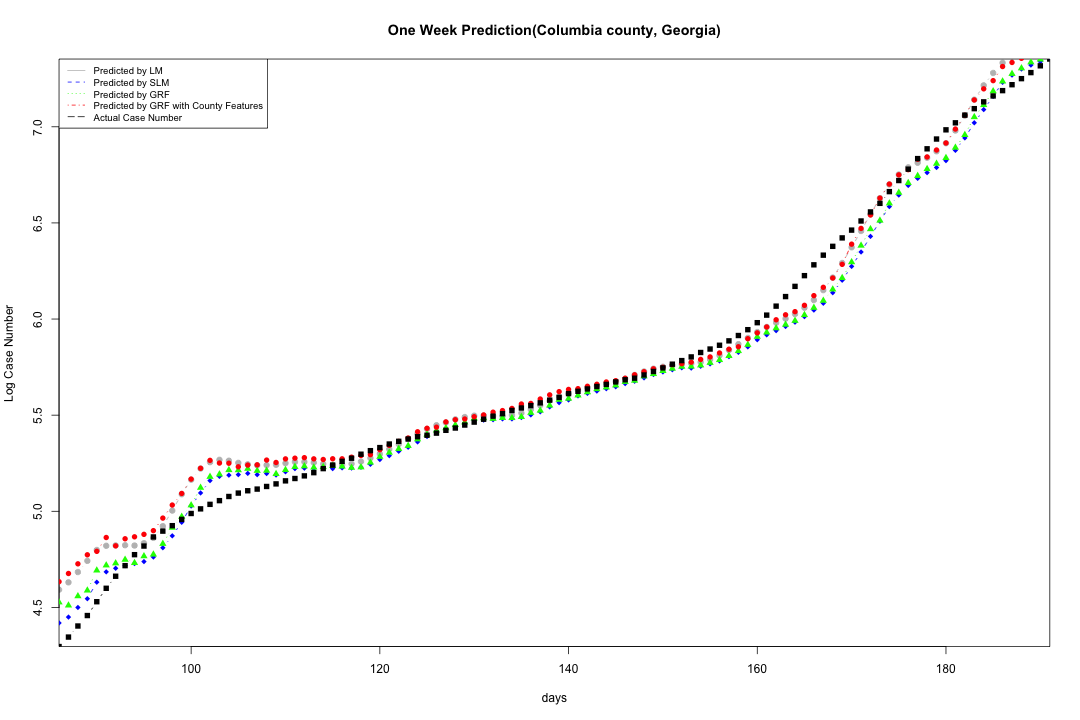 One Week Prediction(Columbia county, Georgia)
Predicted by LM
Predicted by SLM
Predicted by GRF
Predicted by GRF with County Features
Actual Case Number
7.0
6.5
6.0
5.5
5.0
4.5
Log Case Number
100 120 140 160 180
days